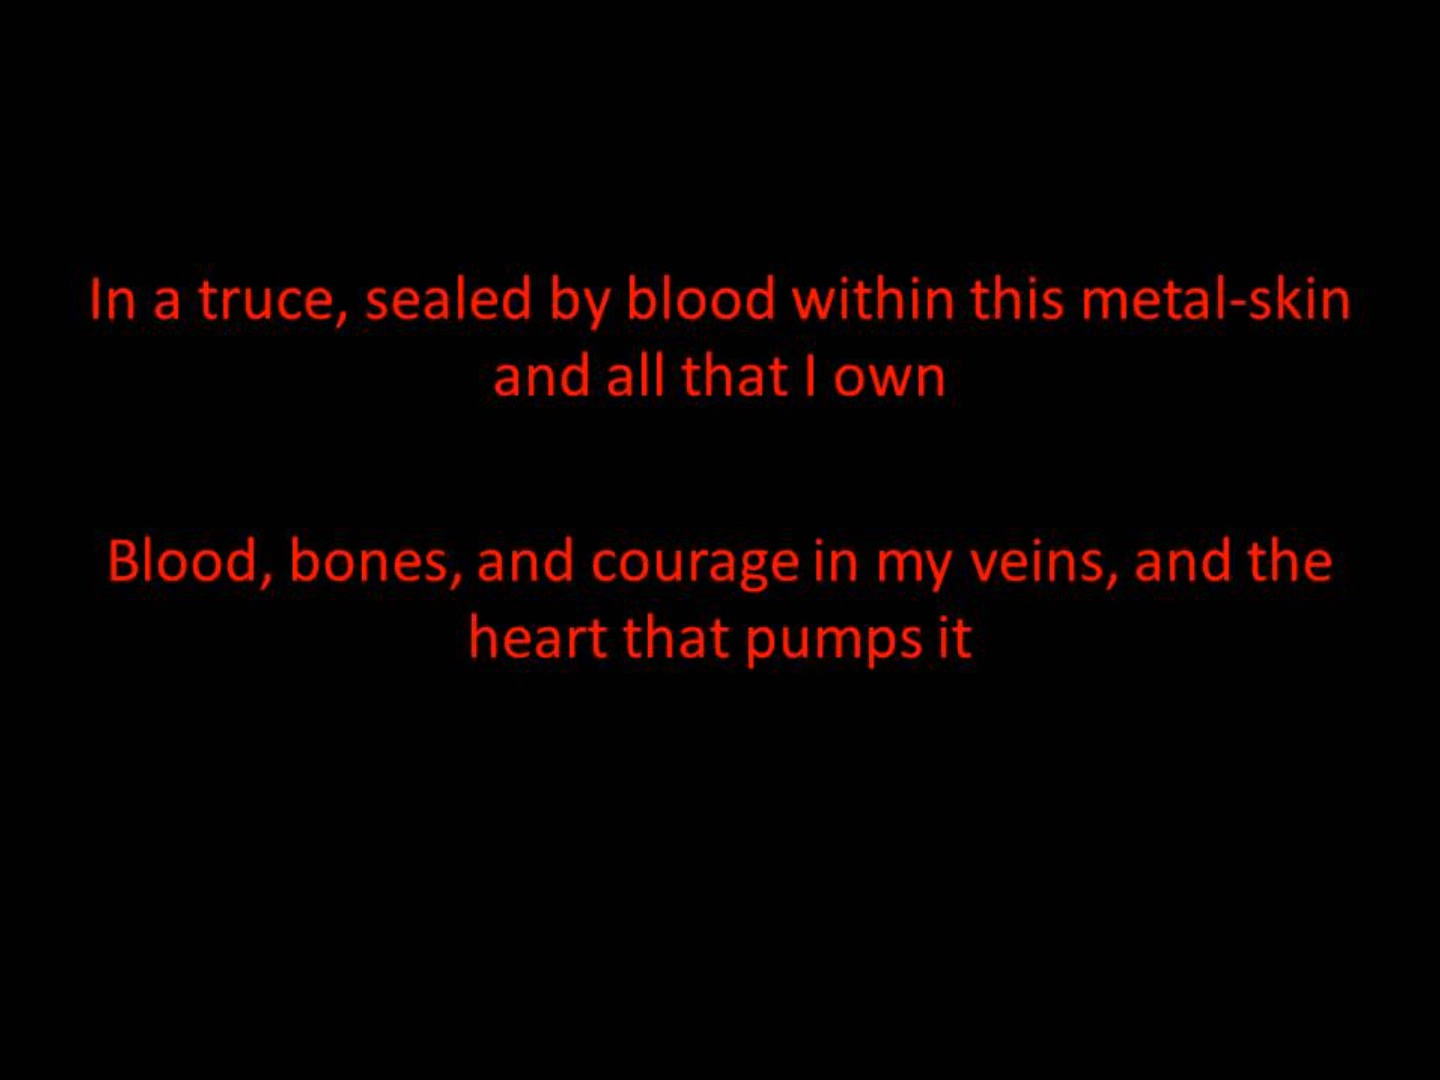 In a truce, sealed by blood within this metal-skin
and all that I own
Blood, bones, and courage in my veins, and the
heart that pumps it